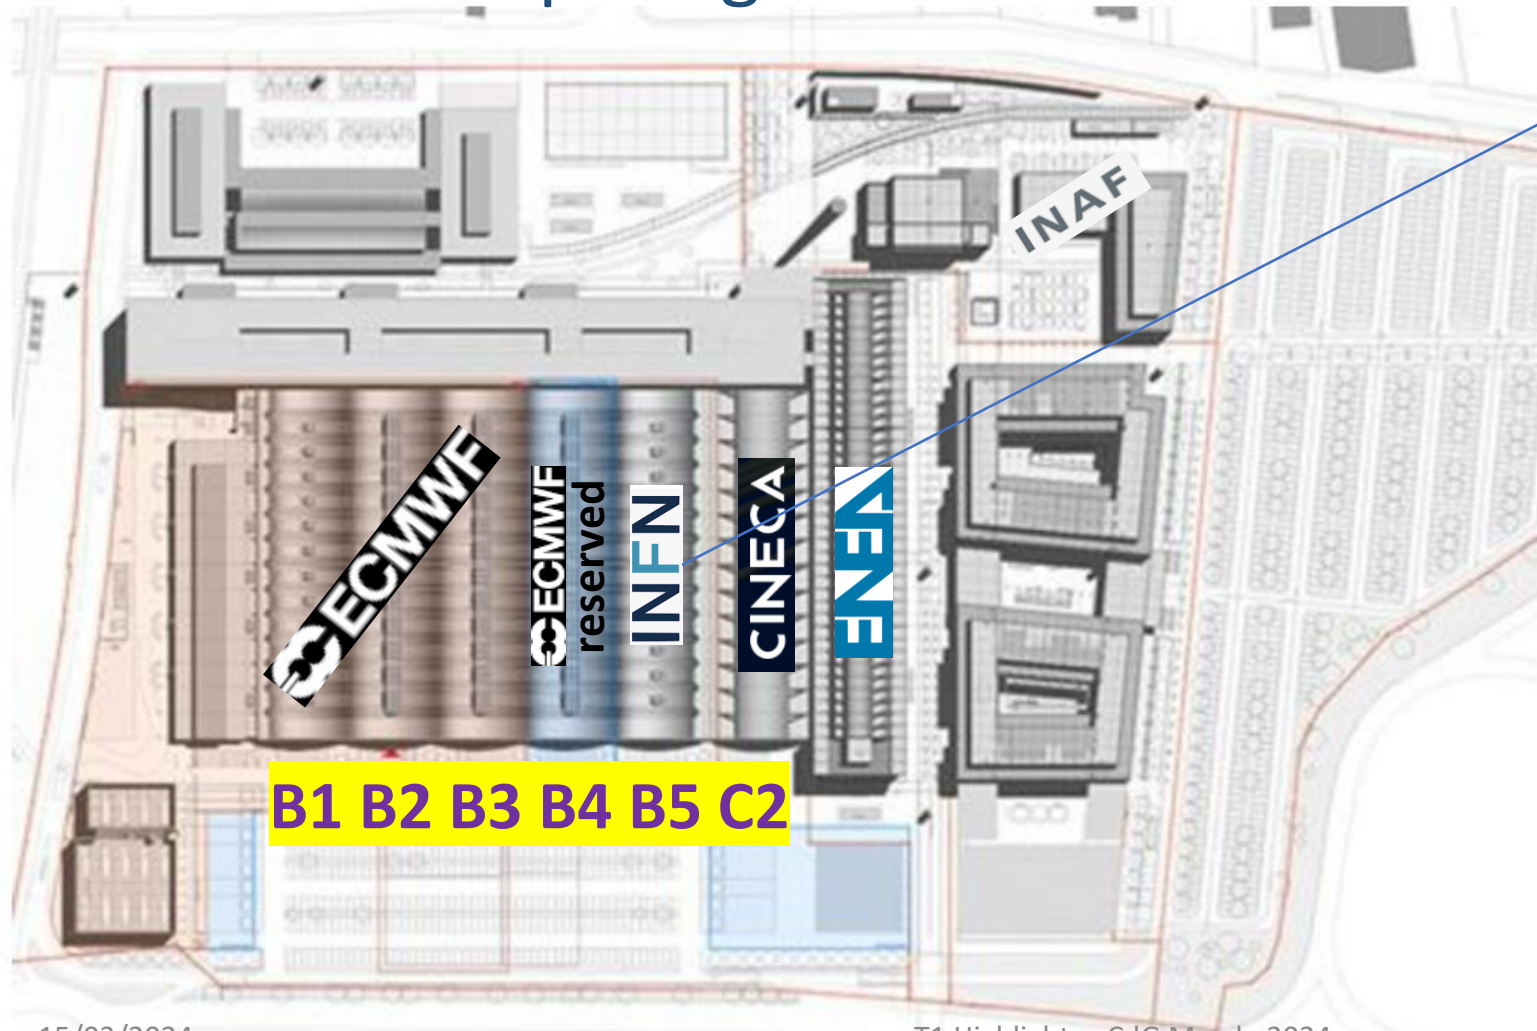 INAF
ECMWF
ECMWF
reserved
INFN
CINECA
ENEA
B1 B2 B3 B4 B5 C2